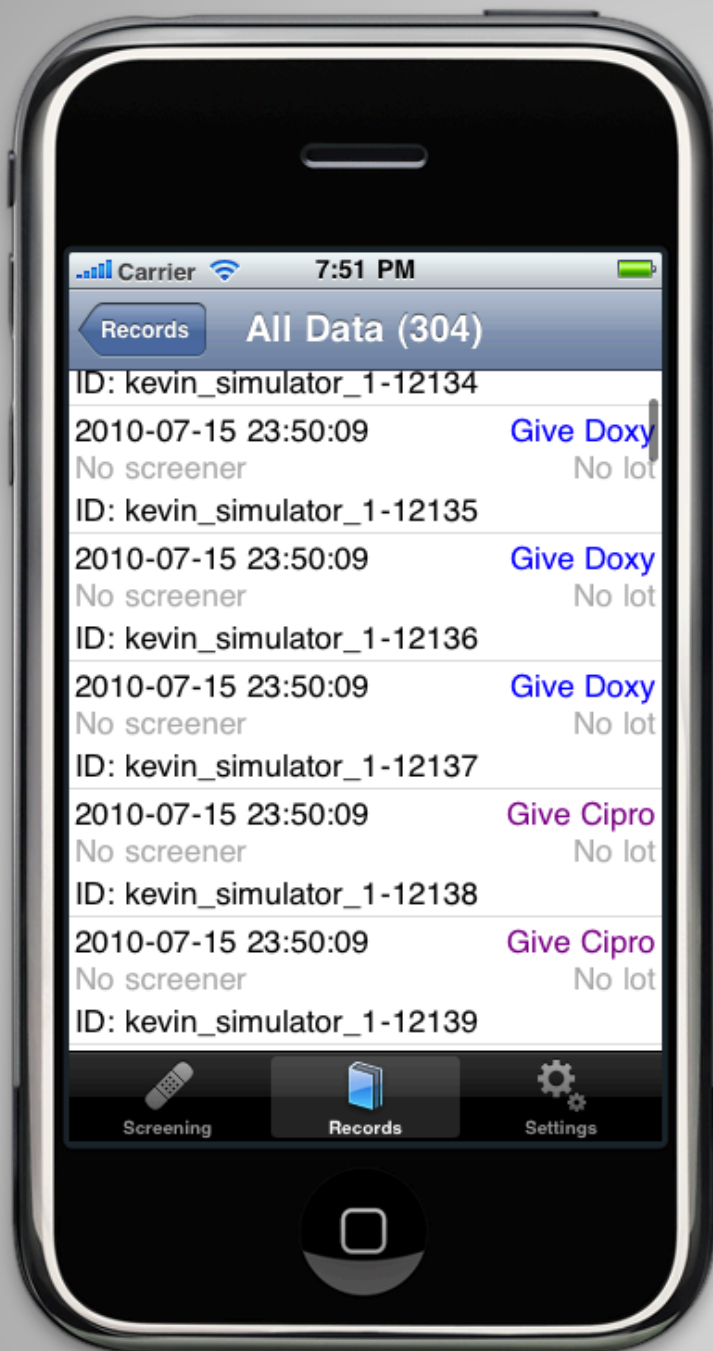 Carrier 7:51 PM
Records All Data (304)
ID: kevin_simulator_1-12134
2010-07-15 23:50:09 Give Doxy
No screener No lot
ID: kevin_simulator_1-12135
2010-07-15 23:50:09 Give Doxy
No screener No lot
ID: kevin_simulator_1-12136
2010-07-15 23:50:09 Give Doxy
No screener No lot
ID: kevin_simulator_1-12137
2010-07-15 23:50:09 Give Cipro
No screener No lot
ID: kevin_simulator_1-12138
2010-07-15 23:50:09 Give Cipro
No screener No lot
ID: kevin_simulator_1-12139
Screening Records Settings